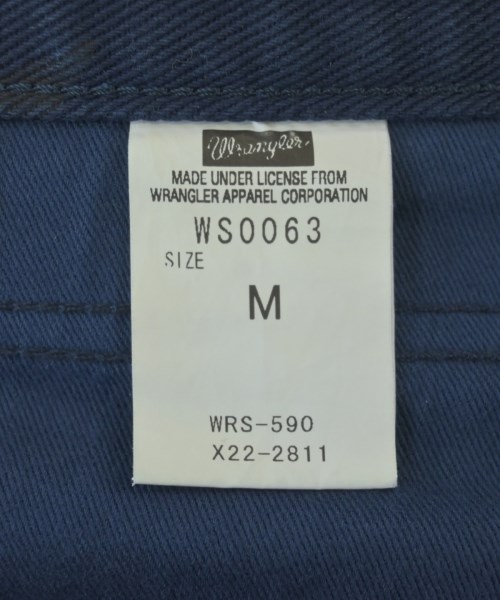 Wrangler
MADE UNDER LICENSE FROM
WRANGLER APPAREL CORPORATION
WS0063
SIZE
M
WRS-590
X22-2811